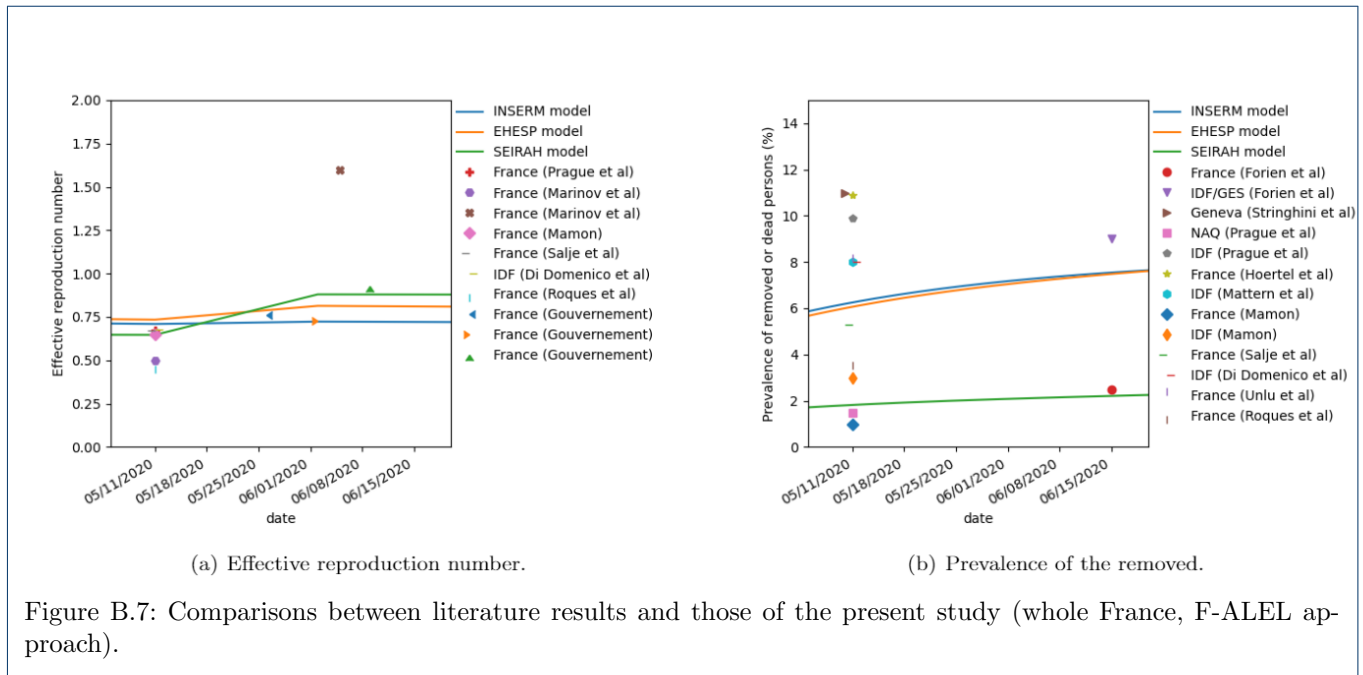 2.00
1.75
1.50
1.25
1.00
0.75
0.50
0.25
0.00
Effective reproduction number
05/11/2020
05/18/2020
05/25/2020
06/01/2020
06/08/2020
06/15/2020
date
INSERM model
EHESP model
SEIRAH model
France (Prague et al)
France (Marinov et al)
France (Marinov et al)
France (Mamon)
France (Salje et al)
IDF (Di Domenico et al)
France (Roques et al)
France (Gouvernement)
France (Gouvernement)
France (Gouvernement)
(a) Effective reproduction number.
14
12
10
8
6
4
2
0
Prevalence of removed or dead persons (%)
05/11/2020
05/18/2020
05/25/2020
06/01/2020
06/08/2020
06/15/2020
date
INSERM model
EHESP model
SEIRAH model
France (Forien et al)
IDF/GES (Forien et al)
Geneva (Stringhini et al)
NAQ (Prague et al)
IDF (Prague et al)
France (Hoertel et al)
IDF (Mattern et al)
France (Mamon)
IDF (Mamon)
France (Salje et al)
IDF (Di Domenico et al)
France (Unlu et al)
France (Roques et al)
(b) Prevalence of the removed.
Figure B.7: Comparisons between literature results and those of the present study (whole France, F-ALEL ap-
proach).